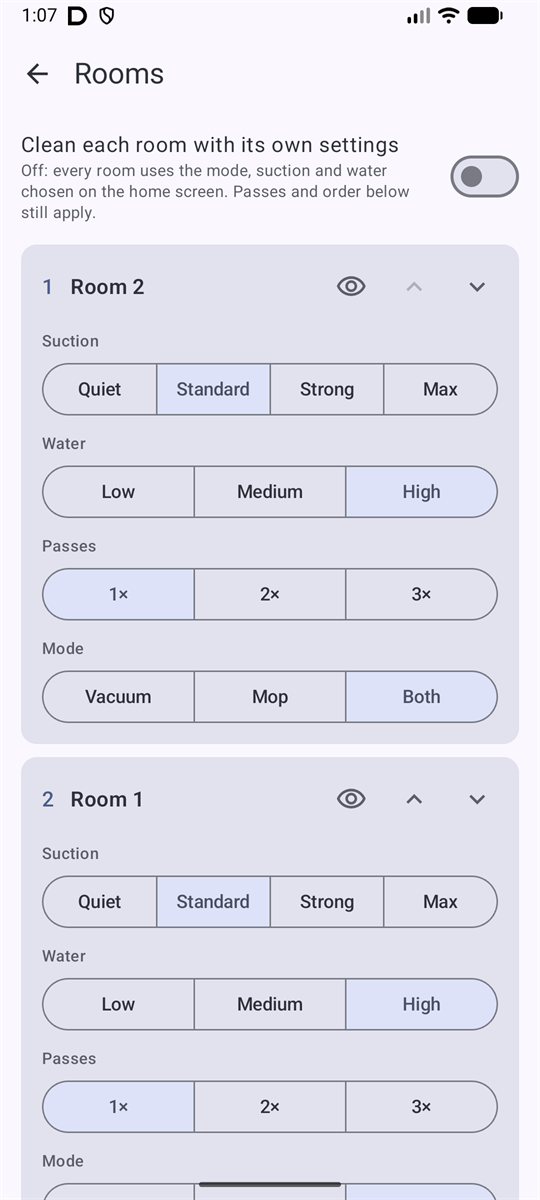 1:07
Rooms
Clean each room with its own settings
Off: every room uses the mode, suction and water
chosen on the home screen. Passes and order below
still apply.
1 Room 2
Suction
Quiet Standard Strong Max
Water
Low Medium High
Passes
1× 2× 3×
Mode
Vacuum Mop Both
2 Room 1
Suction
Quiet Standard Strong Max
Water
Low Medium High
Passes
1× 2× 3×
Mode